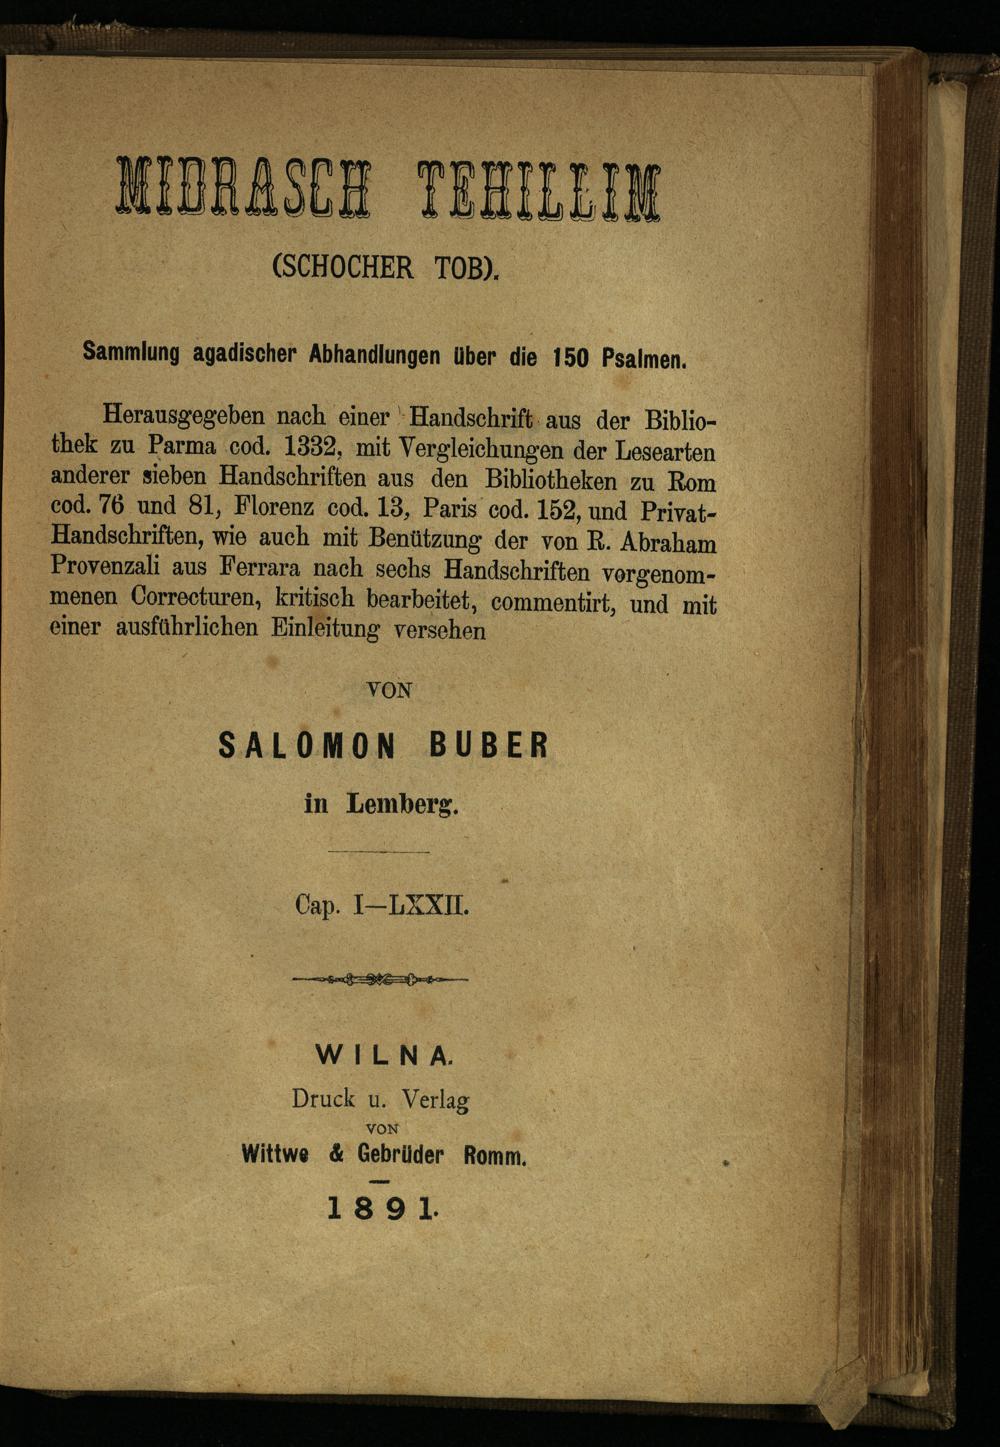 MIDRASCH TEHILLIM
(SCHOCHER TOB).
Sammlung agadischer Abhandlungen über die 150 Psalmen.
Herausgegeben nach einer Handschrift aus der Biblio-
thek zu Parma cod. 1332, mit Vergleichungen der Lesearten
anderer sieben Handschriften aus den Bibliotheken zu Rom
cod. 76 und 81, Florenz cod. 13, Paris cod. 152, und Privat-
Handschriften, wie auch mit Benützung der von R. Abraham
Provenzali aus Ferrara nach sechs Handschriften vorgenom-
menen Correcturen, kritisch bearbeitet, commentirt, und mit
einer ausführlichen Einleitung versehen
VON
SALOMON BUBER
in Lemberg.
Cap. I—LXXII.
WILNA.
Druck u. Verlag
VON
Wittwe & Gebrüder Romm.
1891.